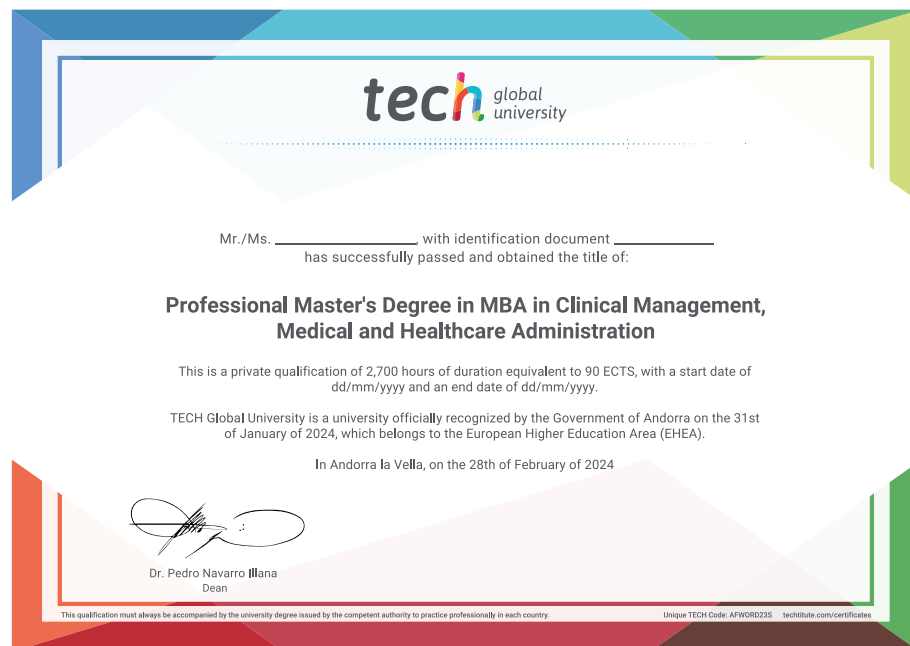 tech global university
Mr./Ms. ________________, with identification document ___________
has successfully passed and obtained the title of:
Professional Master's Degree in MBA in Clinical Management,
Medical and Healthcare Administration
This is a private qualification of 2,700 hours of duration equivalent to 90 ECTS, with a start date of
dd/mm/yyyy and an end date of dd/mm/yyyy.
TECH Global University is a university officially recognized by the Government of Andorra on the 31st
of January of 2024, which belongs to the European Higher Education Area (EHEA).
In Andorra la Vella, on the 28th of February of 2024
Dr. Pedro Navarro Illana
Dean
This qualification must always be accompanied by the university degree issued by the competent authority to practice professionally in each country.
Unique TECH Code: AFWORD23S techtitute.com/certificates